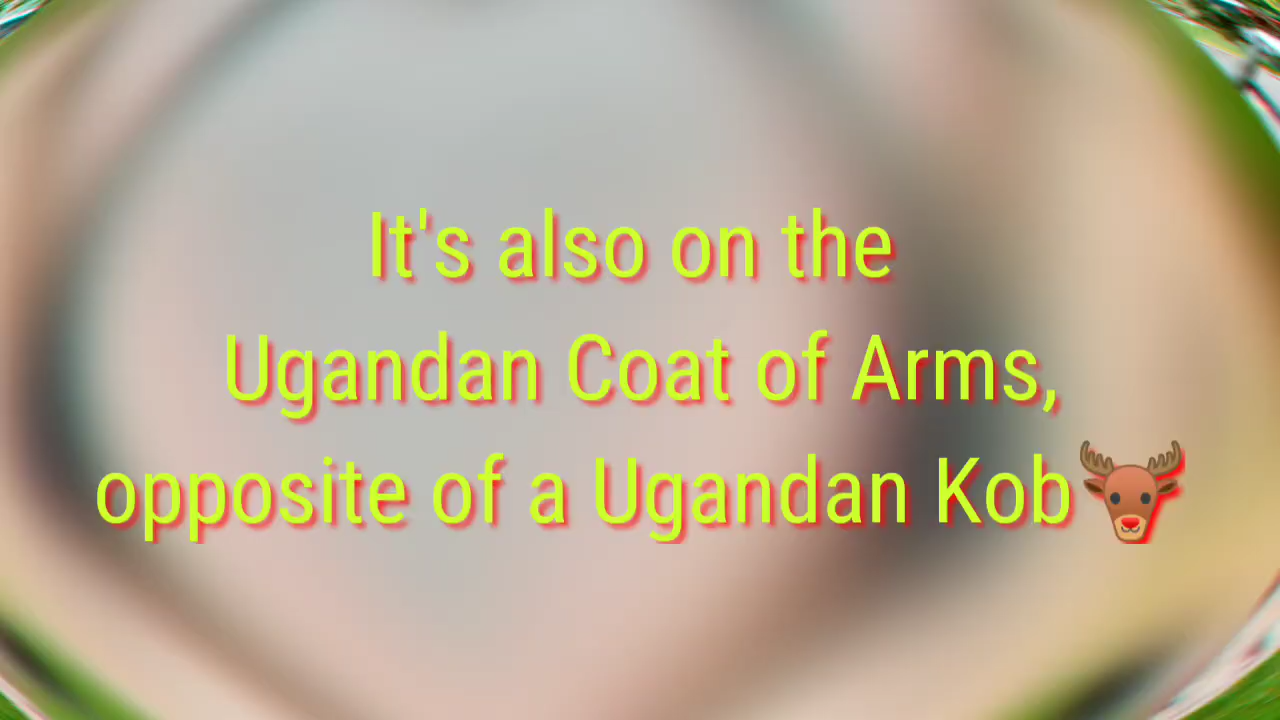 It's also on the
Ugandan Coat of Arms,
opposite of a Ugandan Kob🦌